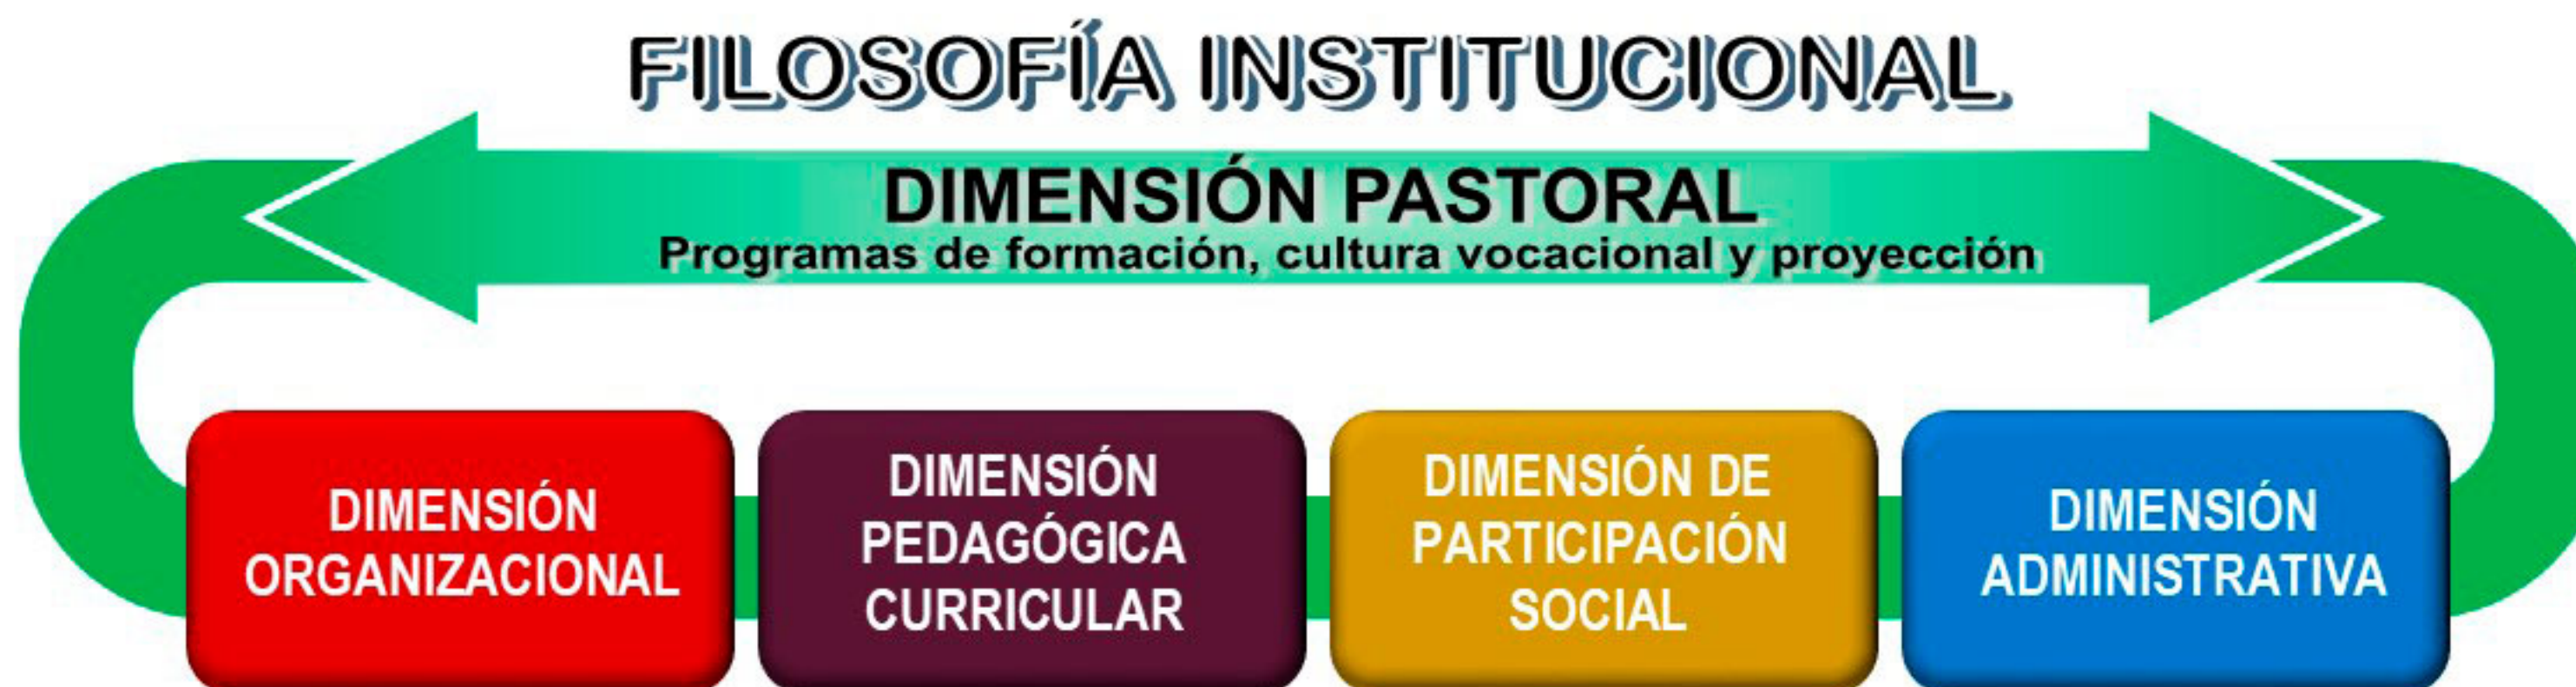 FILOSOFÍA INSTITUCIONAL
DIMENSIÓN PASTORAL
Programas de formación, cultura vocacional y proyección
DIMENSIÓN
ORGANIZACIONAL
DIMENSIÓN
PEDAGÓGICA
CURRICULAR
DIMENSIÓN DE
PARTICIPACIÓN
SOCIAL
DIMENSIÓN
ADMINISTRATIVA